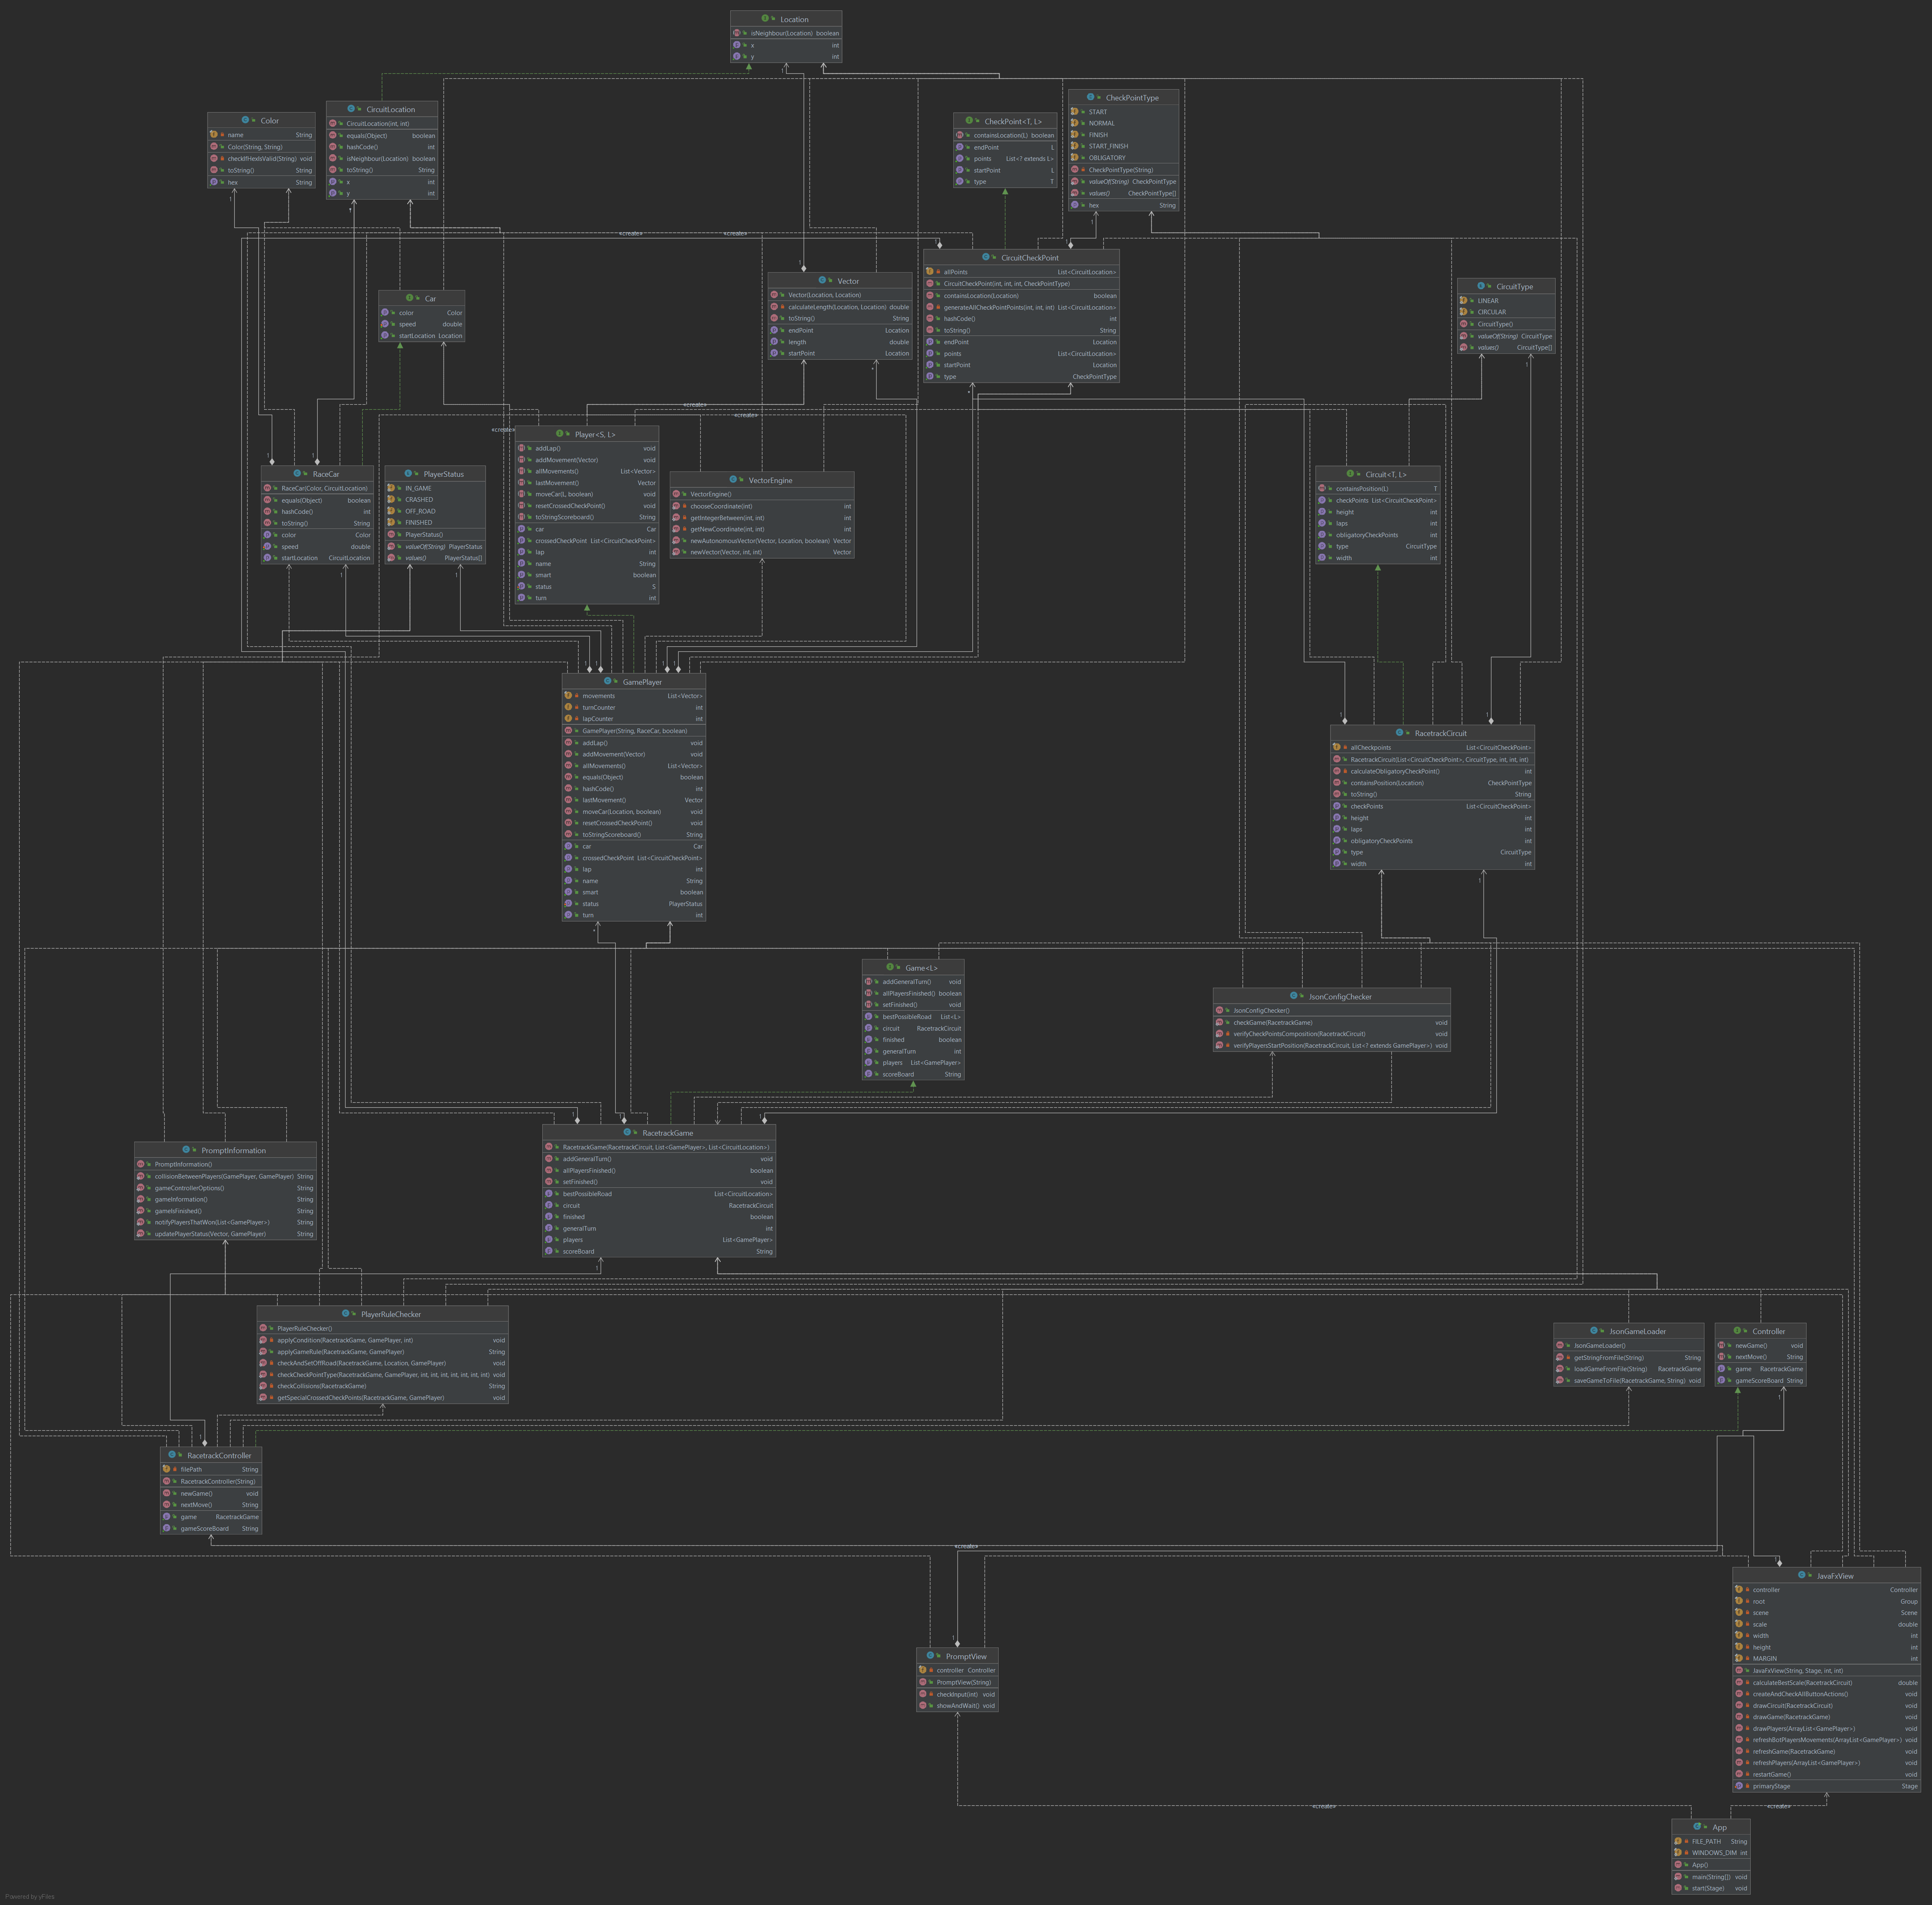 Location
isNeighbour(Location) boolean
x int
y int
CheckPointType
START
NORMAL
FINISH
START_FINISH
OBLIGATORY
CheckPointType(String)
valueOf(String) CheckPointType
values() CheckPointType[]
hex String
CircuitLocation
CircuitLocation(int, int)
equals(Object) boolean
hashCode() int
isNeighbour(Location) boolean
toString() String
x int
y int
Color
name String
Color(String, String)
checkIfHexIsValid(String) void
toString() String
hex String
CheckPoint<T, L>
containsLocation(L) boolean
endPoint L
points List<? extends L>
startPoint L
type T
«create»
«create»
CircuitCheckPoint
allPoints List<CircuitLocation>
CircuitCheckPoint(int, int, int, CheckPointType)
containsLocation(Location) boolean
generateAllCheckPointPoints(int, int, int) List<CircuitLocation>
hashCode() int
toString() String
endPoint Location
points List<CircuitLocation>
startPoint Location
type CheckPointType
Vector
Vector(Location, Location)
calculateLength(Location, Location) double
toString() String
endPoint Location
length double
startPoint Location
CircuitType
LINEAR
CIRCULAR
CircuitType()
valueOf(String) CircuitType
values() CircuitType[]
Car
color Color
speed double
startLocation Location
«create»
«create»
«create»
Player<S, L>
addLap() void
addMovement(Vector) void
allMovements() List<Vector>
lastMovement() Vector
moveCar(L, boolean) void
resetCrossedCheckPoint() void
toStringScoreboard() String
car Car
crossedCheckPoint List<CircuitCheckPoint>
lap int
name String
smart boolean
status S
turn int
RaceCar
RaceCar(Color, CircuitLocation)
equals(Object) boolean
hashCode() int
toString() String
color Color
speed double
startLocation CircuitLocation
PlayerStatus
IN_GAME
CRASHED
OFF_ROAD
FINISHED
PlayerStatus()
valueOf(String) PlayerStatus
values() PlayerStatus[]
VectorEngine
VectorEngine()
chooseCoordinate(int) int
getIntegerBetween(int, int) int
getNewCoordinate(int, int) int
newAutonomousVector(Vector, Location, boolean) Vector
newVector(Vector, int, int) Vector
Circuit<T, L>
containsPosition(L) T
checkPoints List<CircuitCheckPoint>
height int
laps int
obligatoryCheckPoints int
type CircuitType
width int
GamePlayer
movements List<Vector>
turnCounter int
lapCounter int
GamePlayer(String, RaceCar, boolean)
addLap() void
addMovement(Vector) void
allMovements() List<Vector>
equals(Object) boolean
hashCode() int
lastMovement() Vector
moveCar(Location, boolean) void
resetCrossedCheckPoint() void
toStringScoreboard() String
car Car
crossedCheckPoint List<CircuitCheckPoint>
lap int
name String
smart boolean
status PlayerStatus
turn int
RacetrackCircuit
allCheckpoints List<CircuitCheckPoint>
RacetrackCircuit(List<CircuitCheckPoint>, CircuitType, int, int, int)
calculateObligatoryCheckPoint() int
containsPosition(Location) CheckPointType
toString() String
checkPoints List<CircuitCheckPoint>
height int
laps int
obligatoryCheckPoints int
type CircuitType
width int
Game<L>
addGeneralTurn() void
allPlayersFinished() boolean
setFinished() void
bestPossibleRoad List<L>
circuit RacetrackCircuit
finished boolean
generalTurn int
players List<GamePlayer>
scoreBoard String
JsonConfigChecker
JsonConfigChecker()
checkGame(RacetrackGame) void
verifyCheckPointsComposition(RacetrackCircuit) void
verifyPlayersStartPosition(RacetrackCircuit, List<? extends GamePlayer>) void
RacetrackGame
RacetrackGame(RacetrackCircuit, List<GamePlayer>, List<CircuitLocation>)
addGeneralTurn() void
allPlayersFinished() boolean
setFinished() void
bestPossibleRoad List<CircuitLocation>
circuit RacetrackCircuit
finished boolean
generalTurn int
players List<GamePlayer>
scoreBoard String
PromptInformation
PromptInformation()
collisionBetweenPlayers(GamePlayer, GamePlayer) String
gameControllerOptions() String
gameInformation() String
gameIsFinished() String
notifyPlayersThatWon(List<GamePlayer>) String
updatePlayerStatus(Vector, GamePlayer) String
PlayerRuleChecker
PlayerRuleChecker()
applyCondition(RacetrackGame, GamePlayer, int) void
applyGameRule(RacetrackGame, GamePlayer) String
checkAndSetOffRoad(RacetrackGame, Location, GamePlayer) void
checkCheckPointType(RacetrackGame, GamePlayer, int, int, int, int, int, int, int) void
checkCollisions(RacetrackGame) String
getSpecialCrossedCheckPoints(RacetrackGame, GamePlayer) void
JsonGameLoader
JsonGameLoader()
getStringFromFile(String) String
loadGameFromFile(String) RacetrackGame
saveGameToFile(RacetrackGame, String) void
Controller
newGame() void
nextMove() String
game RacetrackGame
gameScoreBoard String
RacetrackController
filePath String
RacetrackController(String)
newGame() void
nextMove() String
game RacetrackGame
gameScoreBoard String
«create»
JavaFxView
controller Controller
root Group
scene Scene
scale double
width int
height int
MARGIN int
JavaFxView(String, Stage, int, int)
calculateBestScale(RacetrackCircuit) double
createAndCheckAllButtonActions() void
drawCircuit(RacetrackCircuit) void
drawGame(RacetrackGame) void
drawPlayers(ArrayList<GamePlayer>) void
refreshBotPlayersMovements(ArrayList<GamePlayer>) void
refreshGame(RacetrackGame) void
refreshPlayers(ArrayList<GamePlayer>) void
restartGame() void
primaryStage Stage
PromptView
controller Controller
PromptView(String)
checkInput(int) void
showAndWait() void
«create»
«create»
App
FILE_PATH String
WINDOWS_DIM int
App()
main(String[]) void
start(Stage) void
Powered by yFiles